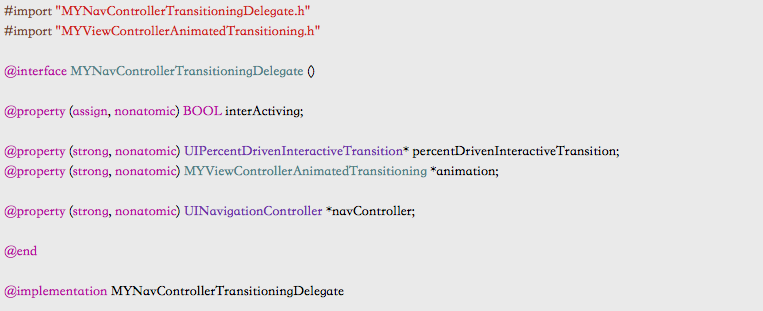 #import "MYNavControllerTransitioningDelegate.h"
#import "MYViewControllerAnimatedTransitioning.h"
@interface MYNavControllerTransitioningDelegate ()
@property (assign, nonatomic) BOOL interActiving;
@property (strong, nonatomic) UIPercentDrivenInteractiveTransition* percentDrivenInteractiveTransition;
@property (strong, nonatomic) MYViewControllerAnimatedTransitioning *animation;
@property (strong, nonatomic) UINavigationController *navController;
@end
@implementation MYNavControllerTransitioningDelegate